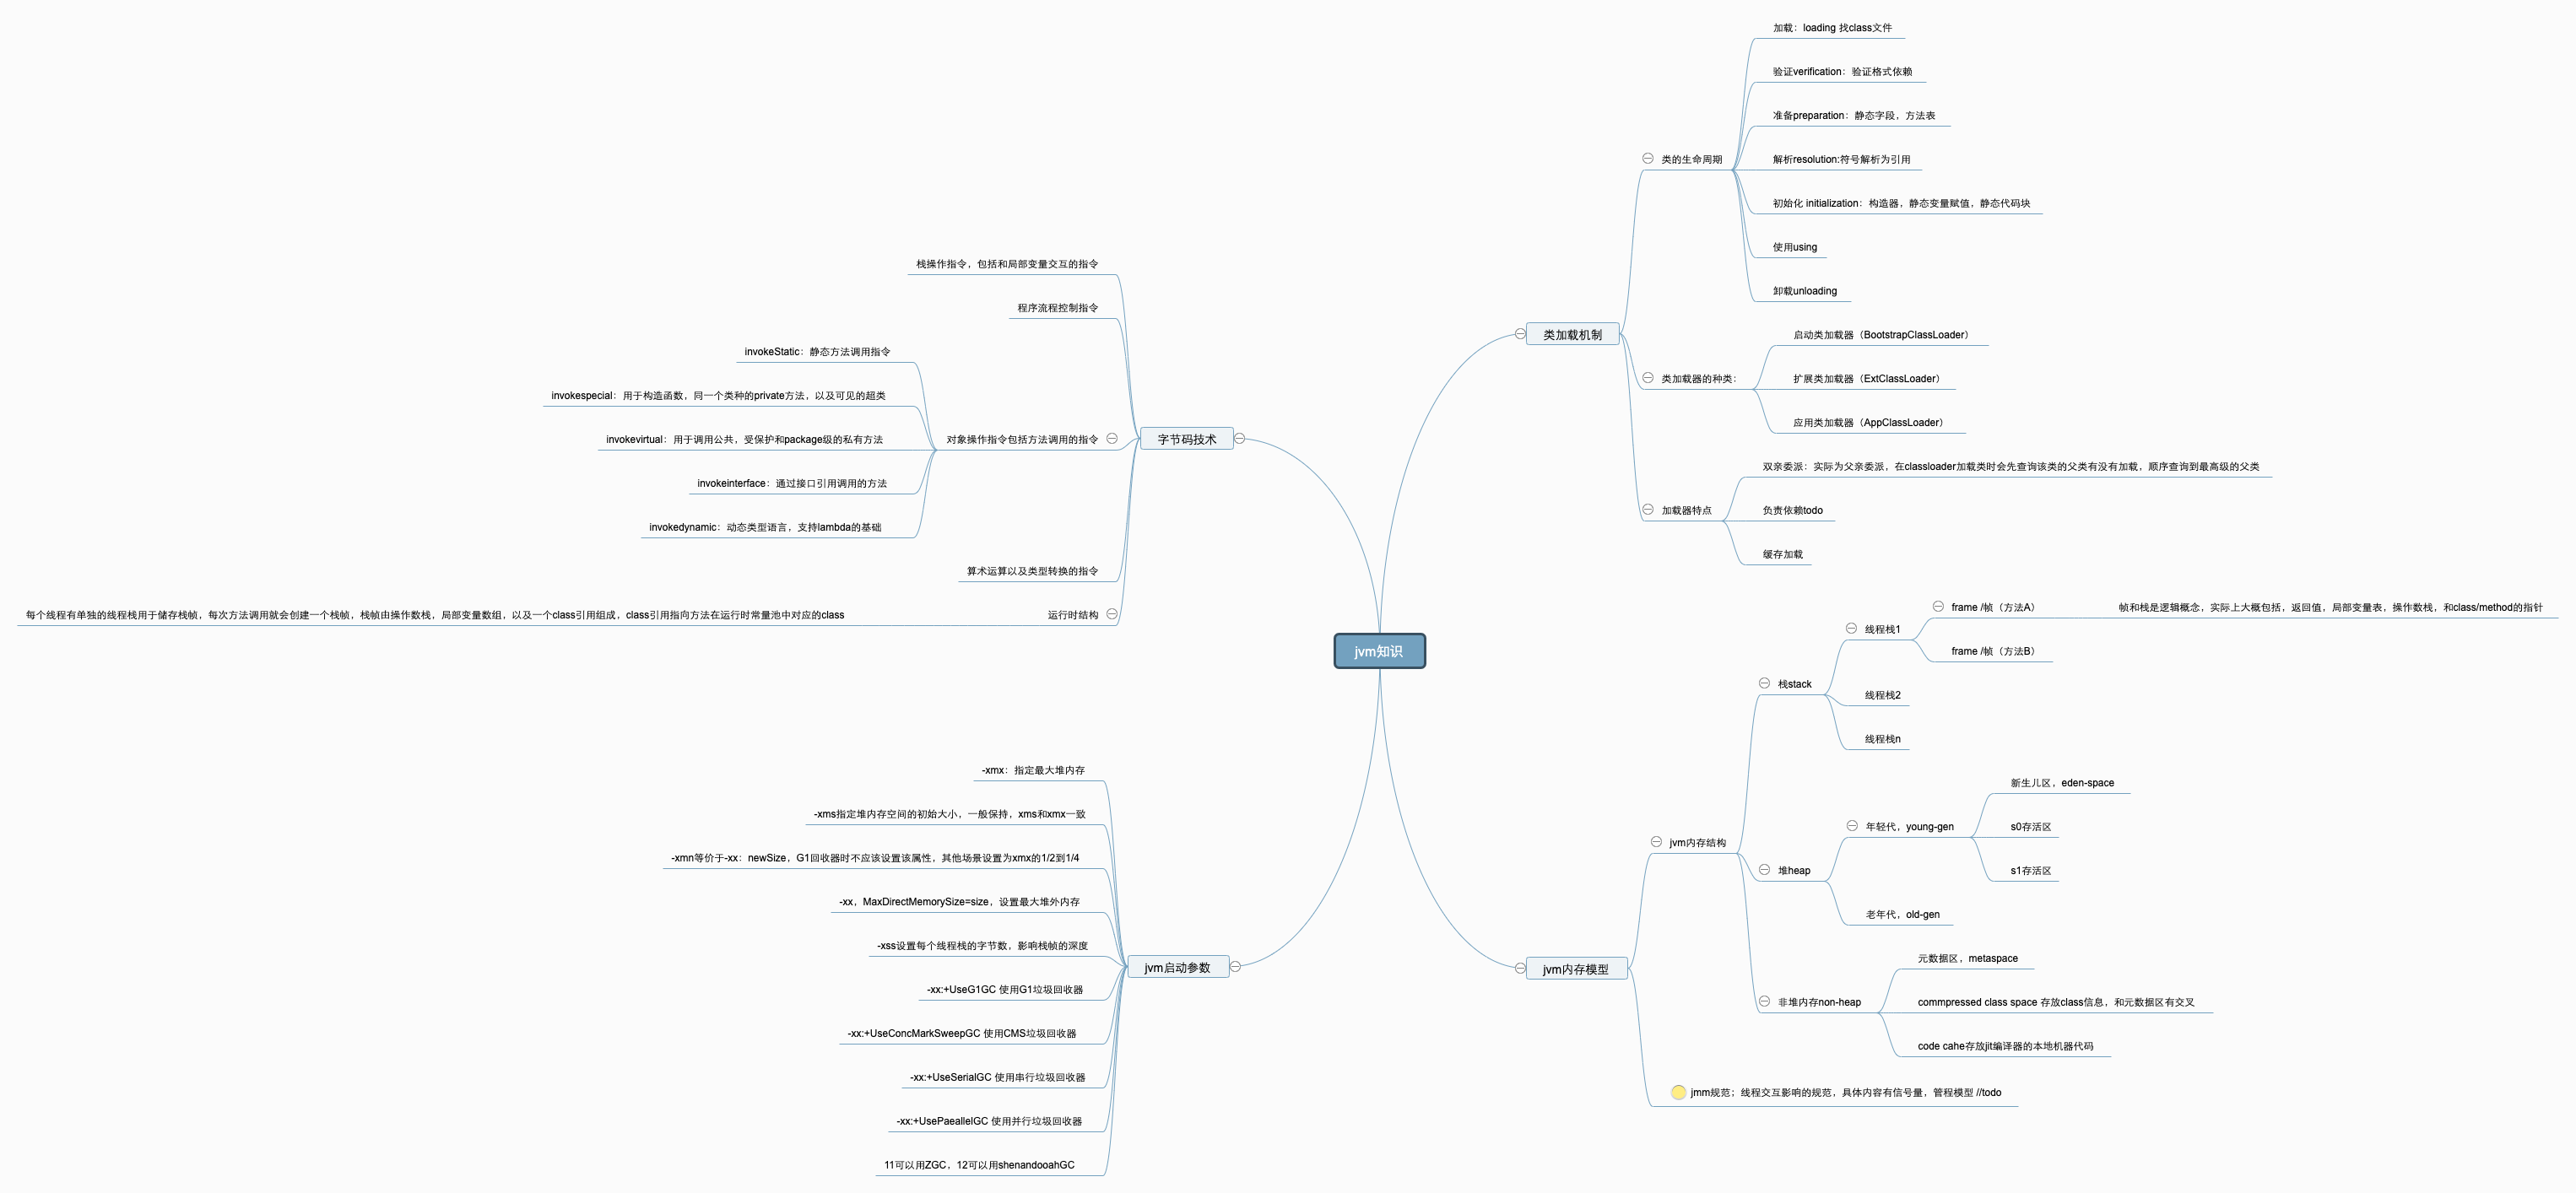 jvm知识
类加载机制
类的生命周期
加载：loading 找class文件
验证verification：验证格式依赖
准备preparation：静态字段，方法表
解析resolution:符号解析为引用
初始化 initialization：构造器，静态变量赋值，静态代码块
使用using
卸载unloading
类加载器的种类：
启动类加载器（BootstrapClassLoader）
扩展类加载器（ExtClassLoader）
应用类加载器（AppClassLoader）
加载器特点
双亲委派：实际为父亲委派，在classloader加载类时会先查询该类的父类有没有加载，顺序查询到最高级的父类
负责依赖todo
缓存加载
jvm内存模型
jvm内存结构
栈stack
线程栈1
frame /帧（方法A）
帧和栈是逻辑概念，实际上大概包括，返回值，局部变量表，操作数栈，和class/method的指针
frame /帧（方法B）
线程栈2
线程栈n
堆heap
年轻代，young-gen
新生儿区，eden-space
s0存活区
s1存活区
老年代，old-gen
非堆内存non-heap
元数据区，metaspace
commpressed class space 存放class信息，和元数据区有交叉
code cahe存放jit编译器的本地机器代码
jmm规范；线程交互影响的规范，具体内容有信号量，管程模型 //todo
字节码技术
栈操作指令，包括和局部变量交互的指令
程序流程控制指令
对象操作指令包括方法调用的指令
invokeStatic：静态方法调用指令
invokespecial：用于构造函数，同一个类种的private方法，以及可见的超类
invokevirtual：用于调用公共，受保护和package级的私有方法
invokeinterface：通过接口引用调用的方法
invokedynamic：动态类型语言，支持lambda的基础
算术运算以及类型转换的指令
运行时结构
每个线程有单独的线程栈用于储存栈帧，每次方法调用就会创建一个栈帧，栈帧由操作数栈，局部变量数组，以及一个class引用组成，class引用指向方法在运行时常量池中对应的class
jvm启动参数
-xmx：指定最大堆内存
-xms指定堆内存空间的初始大小，一般保持，xms和xmx一致
-xmn等价于-xx：newSize，G1回收器时不应该设置该属性，其他场景设置为xmx的1/2到1/4
-xx，MaxDirectMemorySize=size，设置最大堆外内存
-xss设置每个线程栈的字节数，影响栈帧的深度
-xx:+UseG1GC 使用G1垃圾回收器
-xx:+UseConcMarkSweepGC 使用CMS垃圾回收器
-xx:+UseSerialGC 使用串行垃圾回收器
-xx:+UsePaeallelGC 使用并行垃圾回收器
11可以用ZGC，12可以用shenandooahGC